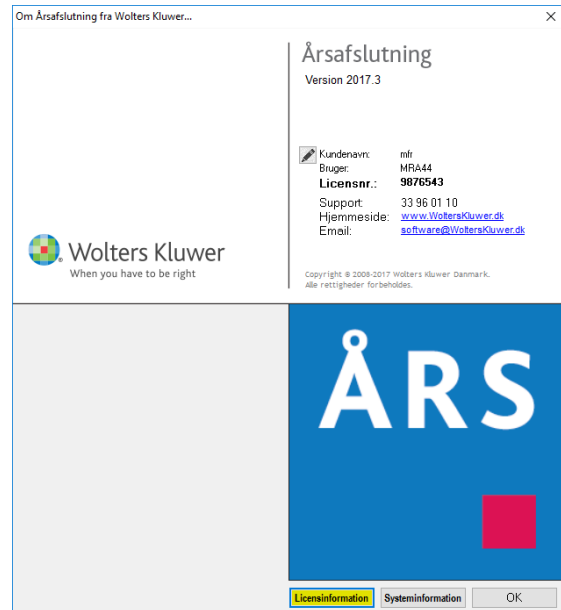 Om Årsafslutning fra Wolters Kluwer...
Årsafslutning
Version 2017.3
Kundenavn: mfr
Bruger: MRA44
Licensnr.: 9876543
Support: 33 96 01 10
Hjemmeside: www.WoltersKluwer.dk
Email: software@WoltersKluwer.dk
Wolters Kluwer
When you have to be right
Copyright © 2008-2017 Wolters Kluwer Danmark.
Alle rettigheder forbeholdes.
ÅRS
Licensinformation Systeminformation OK